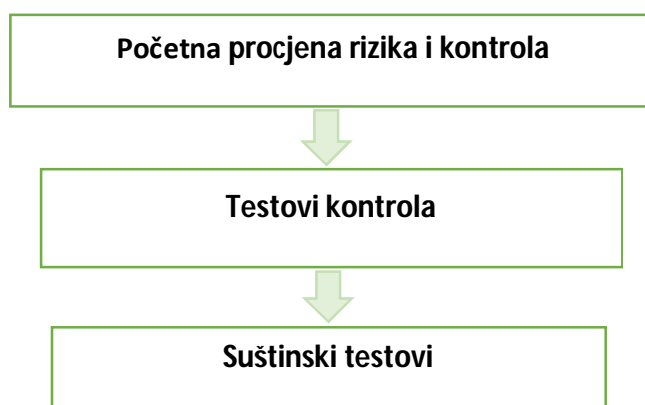 Početna procjena rizika i kontrola
Testovi kontrola
Suštinski testovi